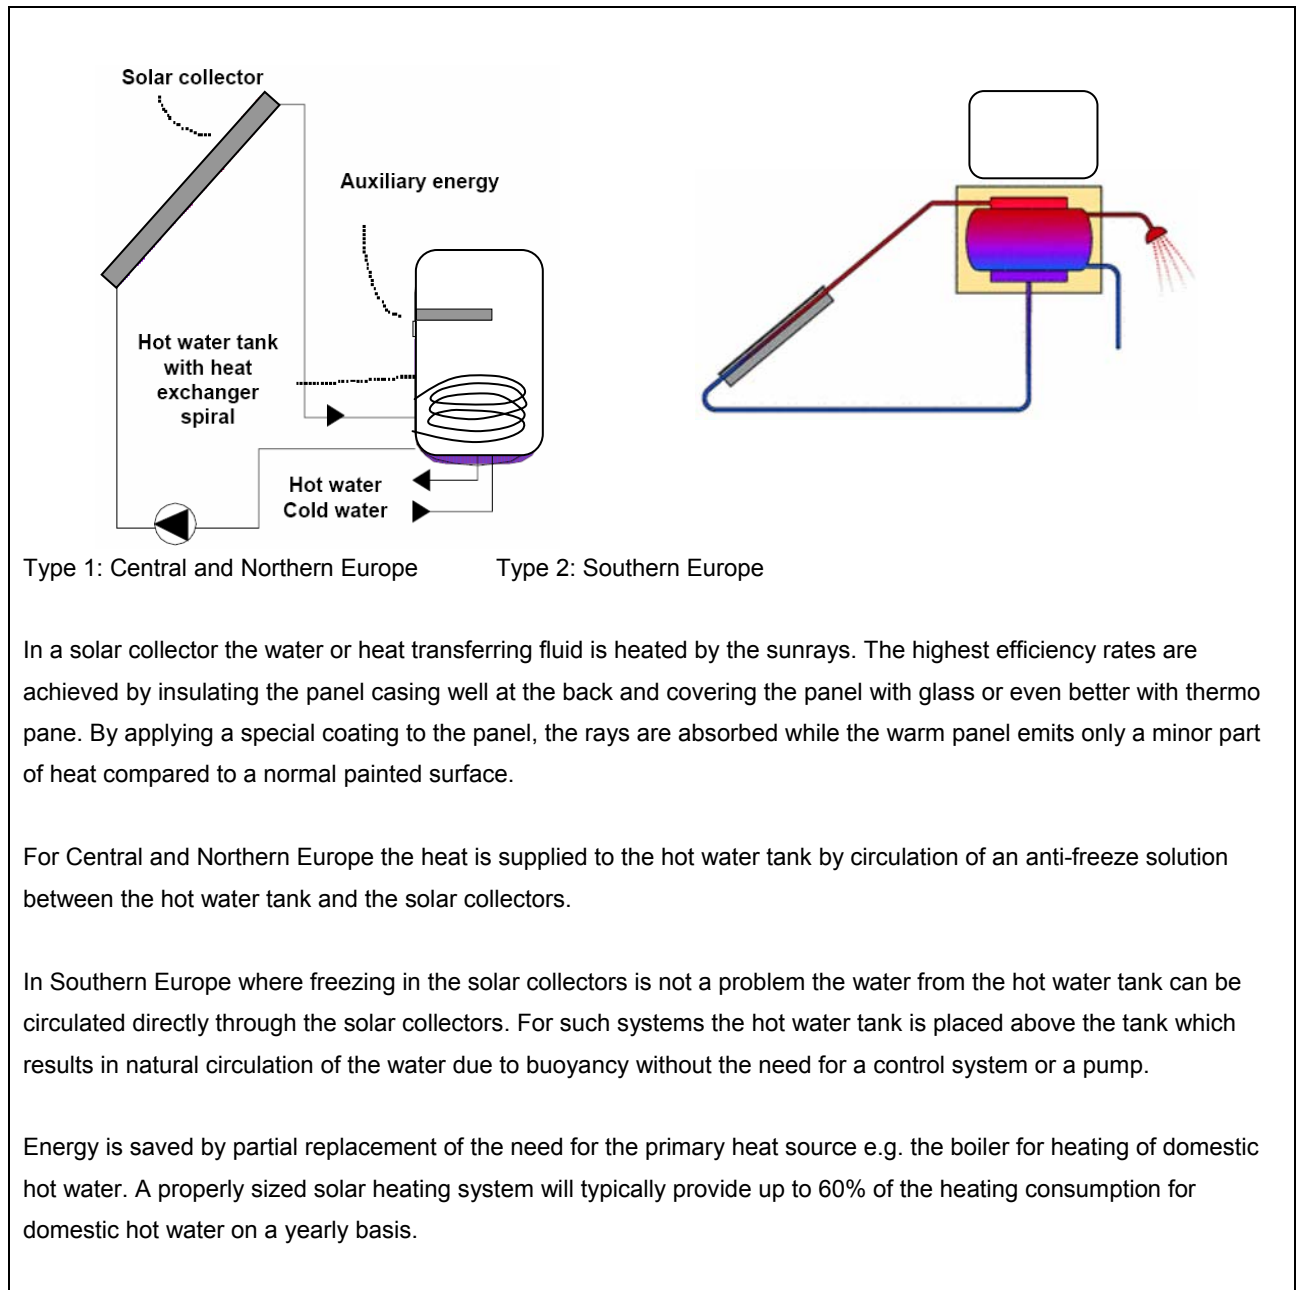 Solar collector
Auxiliary energy
Hot water tank
with heat
exchanger
spiral
Hot water
Cold water
Type 1: Central and Northern Europe Type 2: Southern Europe
In a solar collector the water or heat transferring fluid is heated by the sunrays. The highest efficiency rates are
achieved by insulating the panel casing well at the back and covering the panel with glass or even better with thermo
pane. By applying a special coating to the panel, the rays are absorbed while the warm panel emits only a minor part
of heat compared to a normal painted surface.
For Central and Northern Europe the heat is supplied to the hot water tank by circulation of an anti-freeze solution
between the hot water tank and the solar collectors.
In Southern Europe where freezing in the solar collectors is not a problem the water from the hot water tank can be
circulated directly through the solar collectors. For such systems the hot water tank is placed above the tank which
results in natural circulation of the water due to buoyancy without the need for a control system or a pump.
Energy is saved by partial replacement of the need for the primary heat source e.g. the boiler for heating of domestic
hot water. A properly sized solar heating system will typically provide up to 60% of the heating consumption for
domestic hot water on a yearly basis.